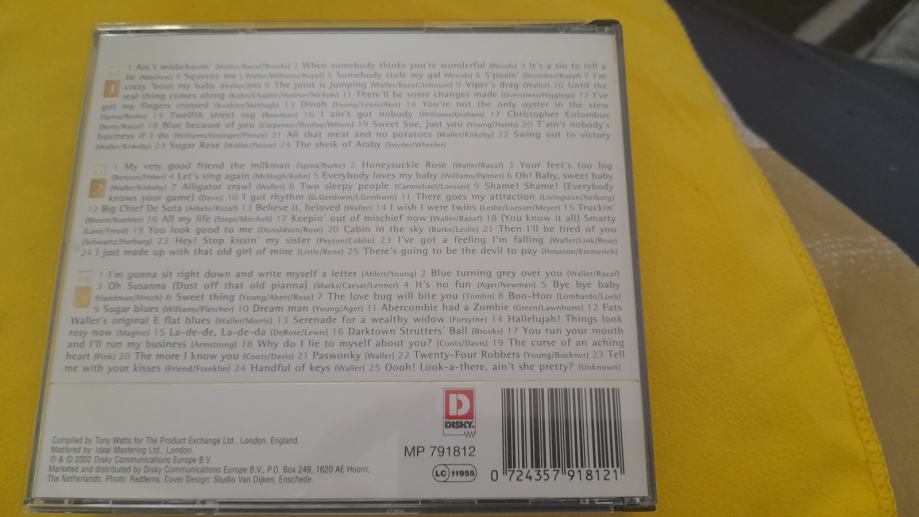 1 Ain't misbehavin' (Waller/Razaf/Brooks) 2 When somebody thinks you're wonderful (Woods) 3 It's a sin to tell a
lie (Mayhew) 4 Squeeze me (Waller/Williams/Razaf) 5 Somebody stole my gal (Woods) 6 S'posin' (Denniker/Razaf) 7 I'm
1 crazy 'bout my baby (Waller/Hill) 8 The joint is jumping (Waller/Razaf/Johnson) 9 Viper's drag (Waller) 10 Until the
real thing comes along (Kahn/Chaplin/Holiner/Nichols) 11 There'll be some changes made (Overstreet/Higgings) 12 I've
got my fingers crossed (Koehler/McHugh) 13 Dinah (Young/Lewis/Akst) 14 You're not the only oyster in the stew
(Spina/Burke) 15 Twelfth street rag (Bowman) 16 I ain't got nobody (Williams/Graham) 17 Christopher Columbus
(Berry/Razaf) 18 Blue because of you (Carpenter/Dunlop/Wilson) 19 Sweet Sue, just you (Young/Harris) 20 T'ain't nobody's
business if I do (Williams/Grainger/Prince) 21 All that meat and no potatoes (Waller/Kirkeby) 22 Swing out to victory
(Waller/Kirkeby) 23 Sugar Rose (Waller/Ponce) 24 The sheik of Araby (Snyder/Wheeler)
1 My very good friend the milkman (Spina/Burke) 2 Honeysuckle Rose (Waller/Razaf) 3 Your feet's too big
(Benson/Fisher) 4 Let's sing again (McHugh/Kahn) 5 Everybody loves my baby (Williams/Palmer) 6 Oh! Baby, sweet baby
2 (Waller/Kirkeby) 7 Alligator crawl (Waller) 8 Two sleepy people (Carmichael/Loesser) 9 Shame! Shame! (Everybody
knows your game) (Davis) 10 I got rhythm (G.Gershwin/I.Gershwin) 11 There goes my attraction (Livingston/Neiburg)
12 Big Chief De Sota (Arbelo/Razaf) 13 Believe it, beloved (Waller) 14 I wish I were twins (Leslie/Loesser/Meyer) 15 Truckin'
(Bloom/Koehler) 16 All my life (Stept/Mitchell) 17 Keepin' out of mischief now (Waller/Razaf) 18 (You know it all) Smarty
(Lane/Freed) 19 You look good to me (Donaldson/Rose) 20 Cabin in the sky (Burke/Leslie) 21 Then I'll be tired of you
(Schwartz/Harburg) 22 Hey! Stop kissin' my sister (Peyton/Coblin) 23 I've got a feeling I'm falling (Waller/Link/Rose)
24 I just made up with that old girl of mine (Little/Rene) 25 There's going to be the devil to pay (Houston/Emmerich)
1 I'm gonna sit right down and write myself a letter (Ahlert/Young) 2 Blue turning grey over you (Waller/Razaf)
3 Oh Susanna (Dust off that old pianna) (Marks/Caesar/Lenner) 4 It's no fun (Ager/Newman) 5 Bye bye baby
(Handman/Hirsch) 6 Sweet thing (Young/Ahert/Rose) 7 The love bug will bite you (Tomlin) 8 Boo-Hoo (Lombardo/Loeb)
9 Sugar blues (Williams/Fletcher) 10 Dream man (Young/Ager) 11 Abercombie had a Zombie (Green/Lawnhurst) 12 Fats
Waller's original E flat blues (Waller/Morris) 13 Serenade for a wealthy widow (Forsythe) 14 Hallelujah! Things look
rosy now (Magine) 15 La-de-de, La-de-da (DeRose/Lewis) 16 Darktown Strutters' Ball (Brooks) 17 You run your mouth
and I'll run my business (Armstrong) 18 Why do I lie to myself about you? (Coots/Davis) 19 The curse of an aching
heart (Fink) 20 The more I know you (Coots/Davis) 21 Paswonky (Waller) 22 Twenty-Four Robbers (Young/Buckner) 23 Tell
me with your kisses (Friend/Franklin) 24 Handful of keys (Waller) 25 Oooh! Look-a-there, ain't she pretty? (Unknown)
D
DISKY.
Compiled by Tony Watts for The Product Exchange Ltd., London, England.
Mastered by: Ideal Mastering Ltd., London.
℗ & © 2002 Disky Communications Europe B.V.
Marketed and distributed by Disky Communications Europe B.V., P.O. Box 249, 1620 AE Hoorn,
The Netherlands. Photo: Redferns. Cover Design: Studio Van Dijken, Enschede.
MP 791812
LC 11955
0 724357 918121